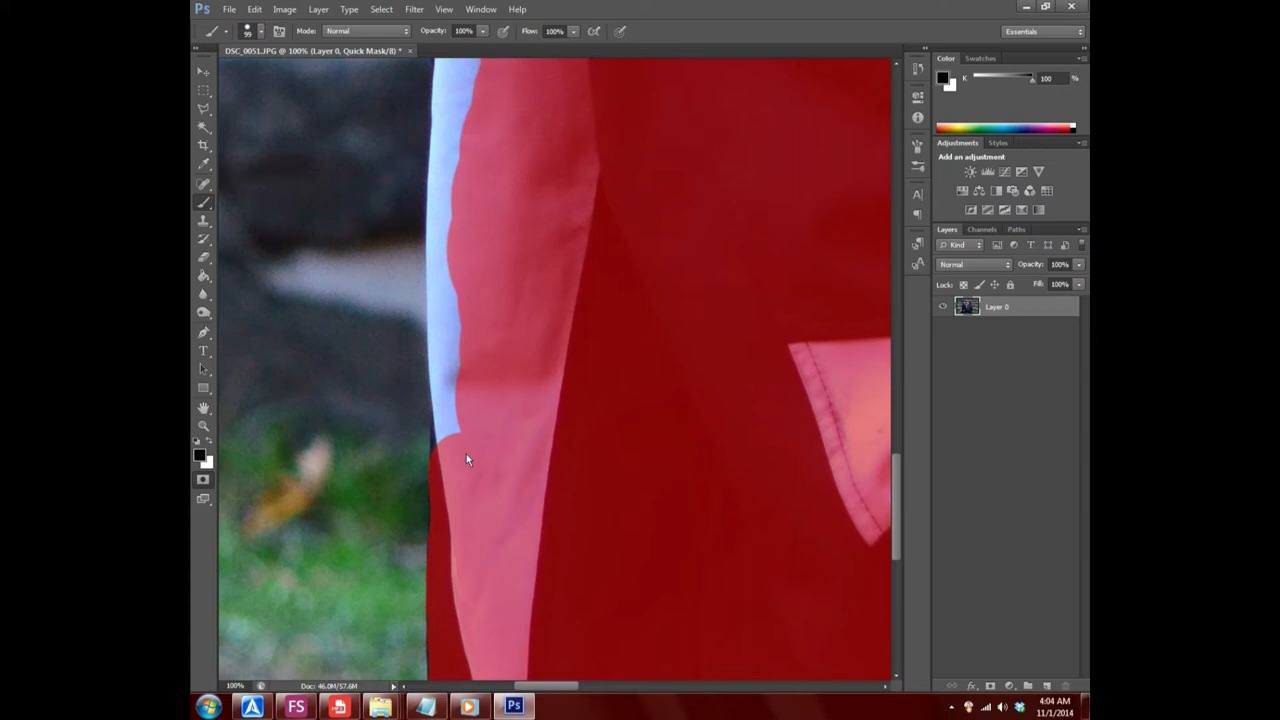 Ps File Edit Image Layer Type Select Filter View Window Help
99 Mode: Normal Opacity: 100% Flow: 100% Essentials
DSC_0051.JPG @ 100% (Layer 0, Quick Mask/8) * ×
Color Swatches
K 100 %
Adjustments Styles
Add an adjustment
Layers Channels Paths
Kind
Normal Opacity: 100%
Lock: Fill: 100%
Layer 0
100% Doc: 46.0M/57.6M
FS Ps
4:04 AM
11/1/2014